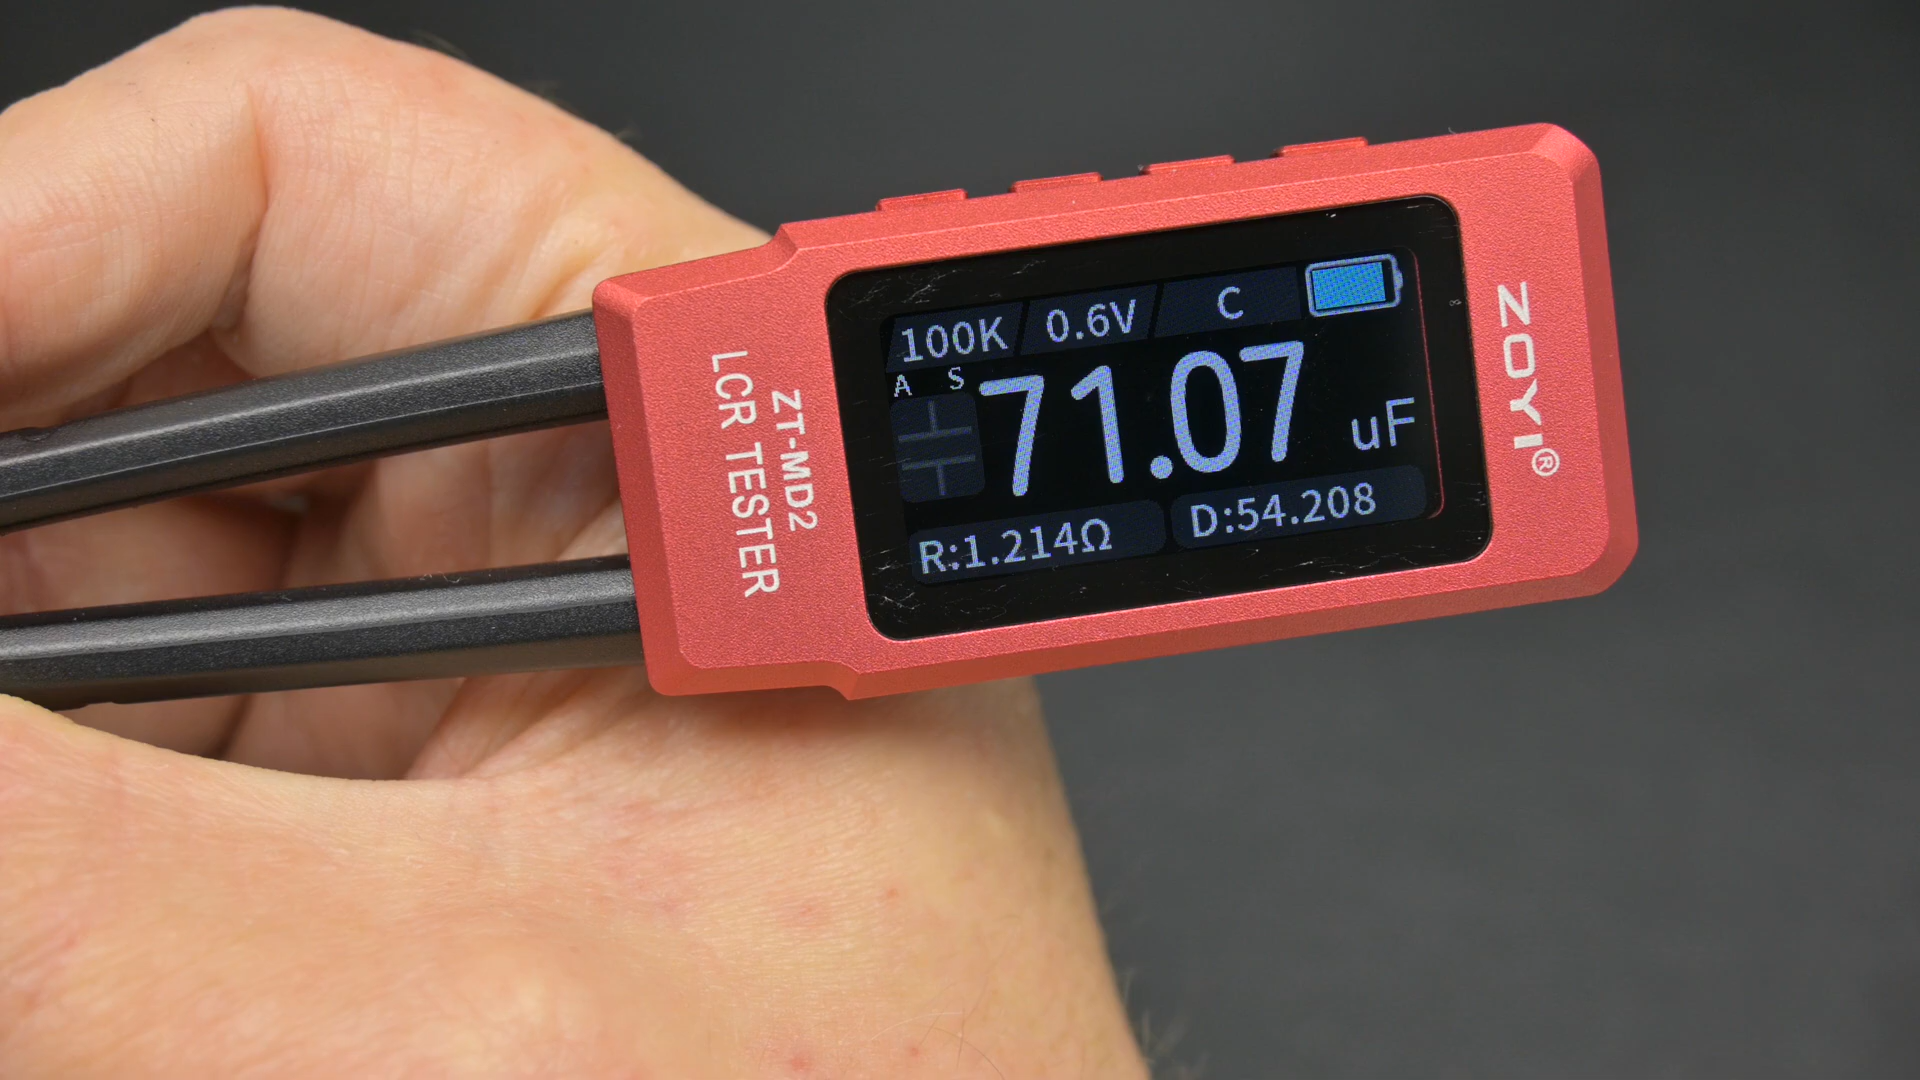 100K 0.6V C
A S
71.07 uF
R:1.214Ω D:54.208
ZT-MD2
LCR TESTER
ZOYI®